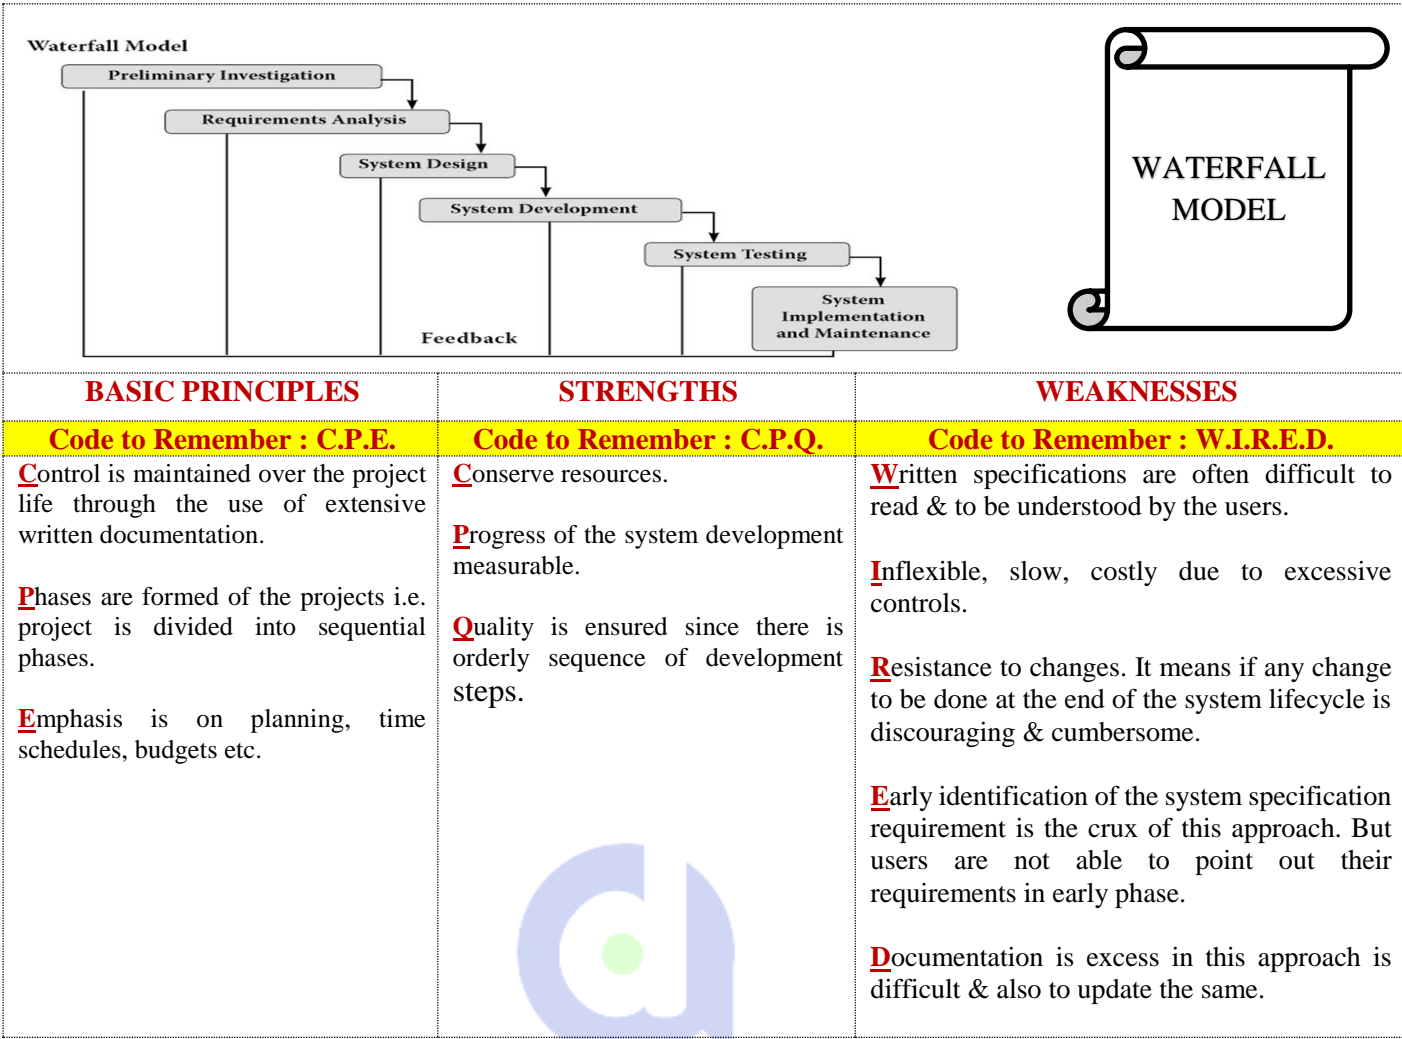 Waterfall Model
Preliminary Investigation
Requirements Analysis
System Design
System Development
System Testing
System
Implementation
and Maintenance
Feedback
WATERFALL
MODEL
BASIC PRINCIPLES
STRENGTHS
WEAKNESSES
Code to Remember : C.P.E.
Code to Remember : C.P.Q.
Code to Remember : W.I.R.E.D.
Control is maintained over the project
life through the use of extensive
written documentation.
Phases are formed of the projects i.e.
project is divided into sequential
phases.
Emphasis is on planning, time
schedules, budgets etc.
Conserve resources.
Progress of the system development
measurable.
Quality is ensured since there is
orderly sequence of development
steps.
Written specifications are often difficult to
read & to be understood by the users.
Inflexible, slow, costly due to excessive
controls.
Resistance to changes. It means if any change
to be done at the end of the system lifecycle is
discouraging & cumbersome.
Early identification of the system specification
requirement is the crux of this approach. But
users are not able to point out their
requirements in early phase.
Documentation is excess in this approach is
difficult & also to update the same.